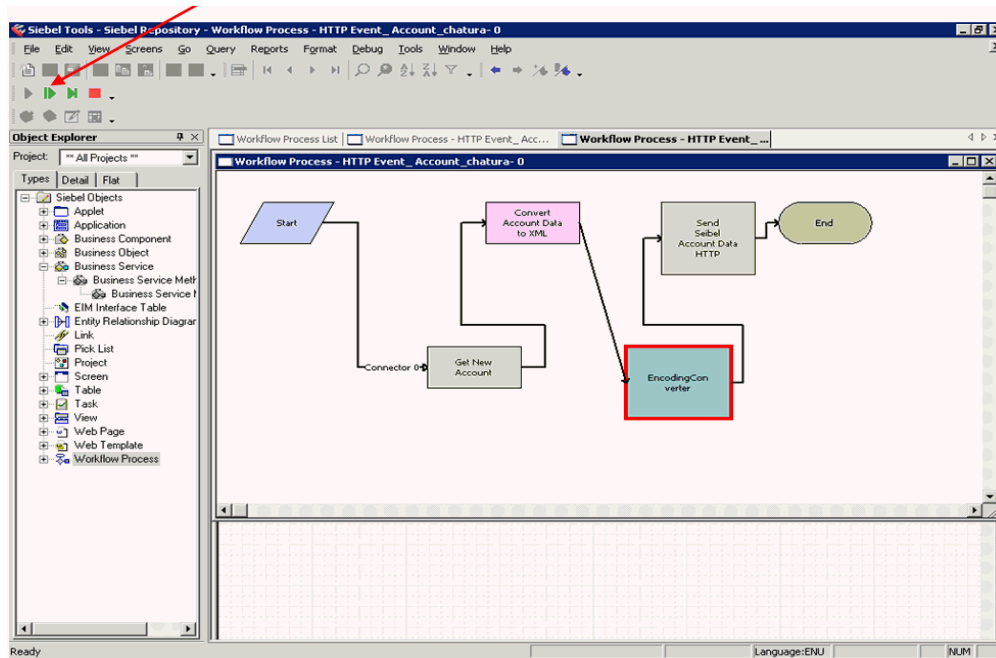 Siebel Tools - Siebel Repository - Workflow Process - HTTP Event_ Account_chatura- 0
File Edit View Screens Go Query Reports Format Debug Tools Window Help
Object Explorer
Workflow Process List
Workflow Process - HTTP Event_ Acc...
Workflow Process - HTTP Event_ ...
Project: ** All Projects **
Types Detail Flat
Workflow Process - HTTP Event_ Account_chatura- 0
Siebel Objects
Applet
Application
Business Component
Business Object
Business Service
Business Service Meth
Business Service
EIM Interface Table
Entity Relationship Diagrar
Link
Pick List
Project
Screen
Table
Task
View
Web Page
Web Template
Workflow Process
Start
Connector 0
Get New
Account
Convert
Account Data
to XML
EncodingCon
verter
Send
Seibel
Account Data
HTTP
End
Ready
Language:ENU
NUM